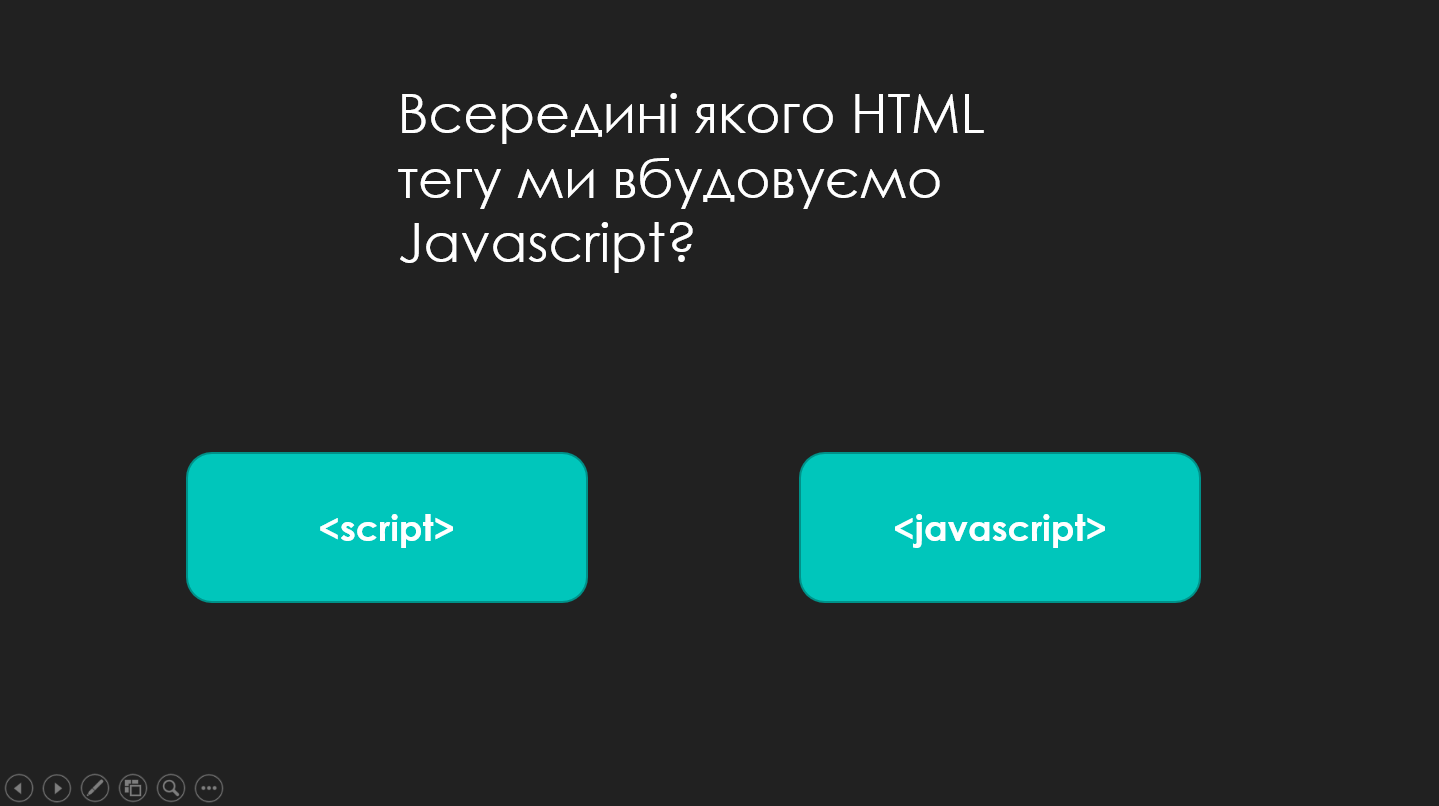 Всередині якого HTML
тегу ми вбудовуємо
Javascript?
<script>
<javascript>